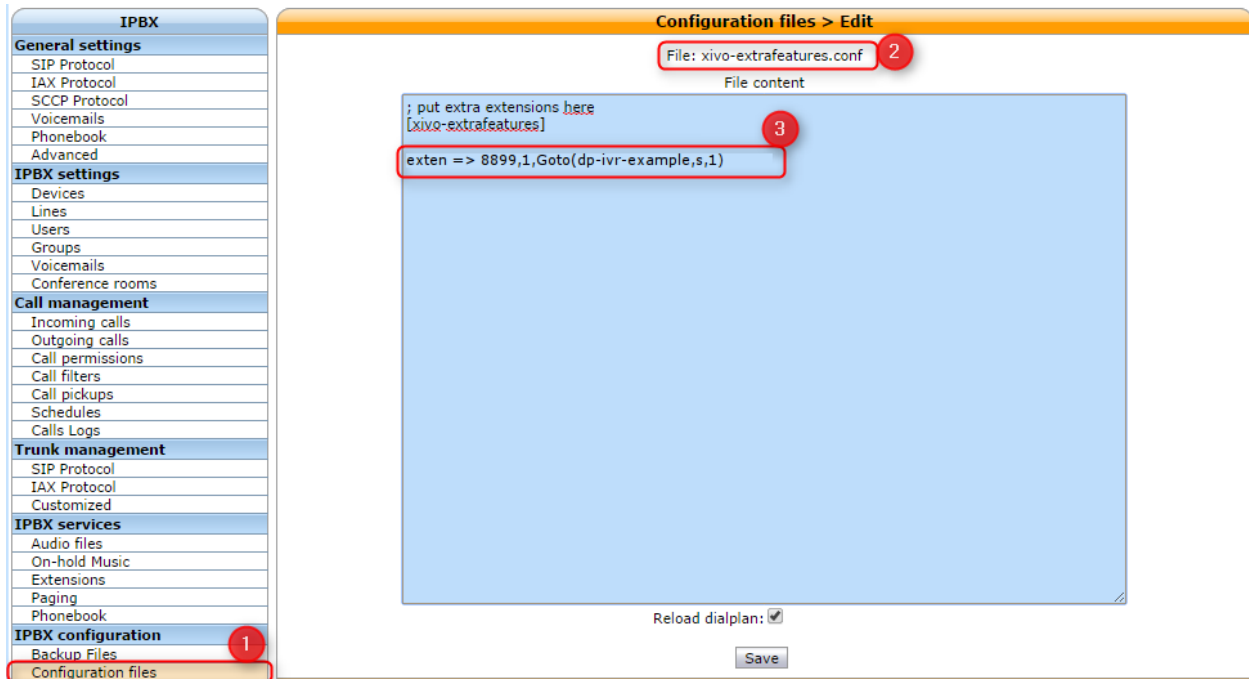 IPBX
General settings
SIP Protocol
IAX Protocol
SCCP Protocol
Voicemails
Phonebook
Advanced
IPBX settings
Devices
Lines
Users
Groups
Voicemails
Conference rooms
Call management
Incoming calls
Outgoing calls
Call permissions
Call filters
Call pickups
Schedules
Calls Logs
Trunk management
SIP Protocol
IAX Protocol
Customized
IPBX services
Audio files
On-hold Music
Extensions
Paging
Phonebook
IPBX configuration
1
Backup Files
Configuration files
Configuration files > Edit
File: xivo-extrafeatures.conf
2
File content
; put extra extensions here
[xivo-extrafeatures]
3
exten => 8899,1,Goto(dp-ivr-example,s,1)
Reload dialplan:
Save